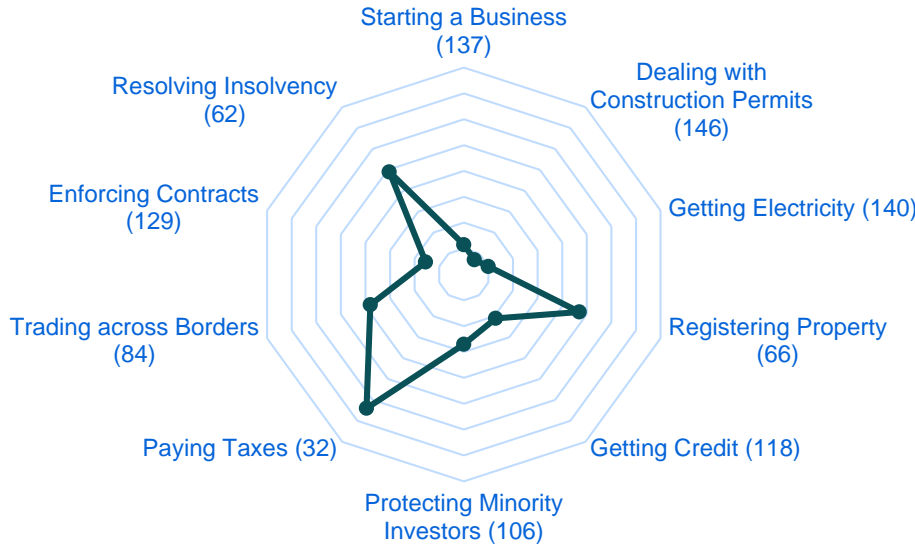 Starting a Business
(137)
Dealing with
Construction Permits
(146)
Getting Electricity (140)
Registering Property
(66)
Getting Credit (118)
Protecting Minority
Investors (106)
Paying Taxes (32)
Trading across Borders
(84)
Enforcing Contracts
(129)
Resolving Insolvency
(62)